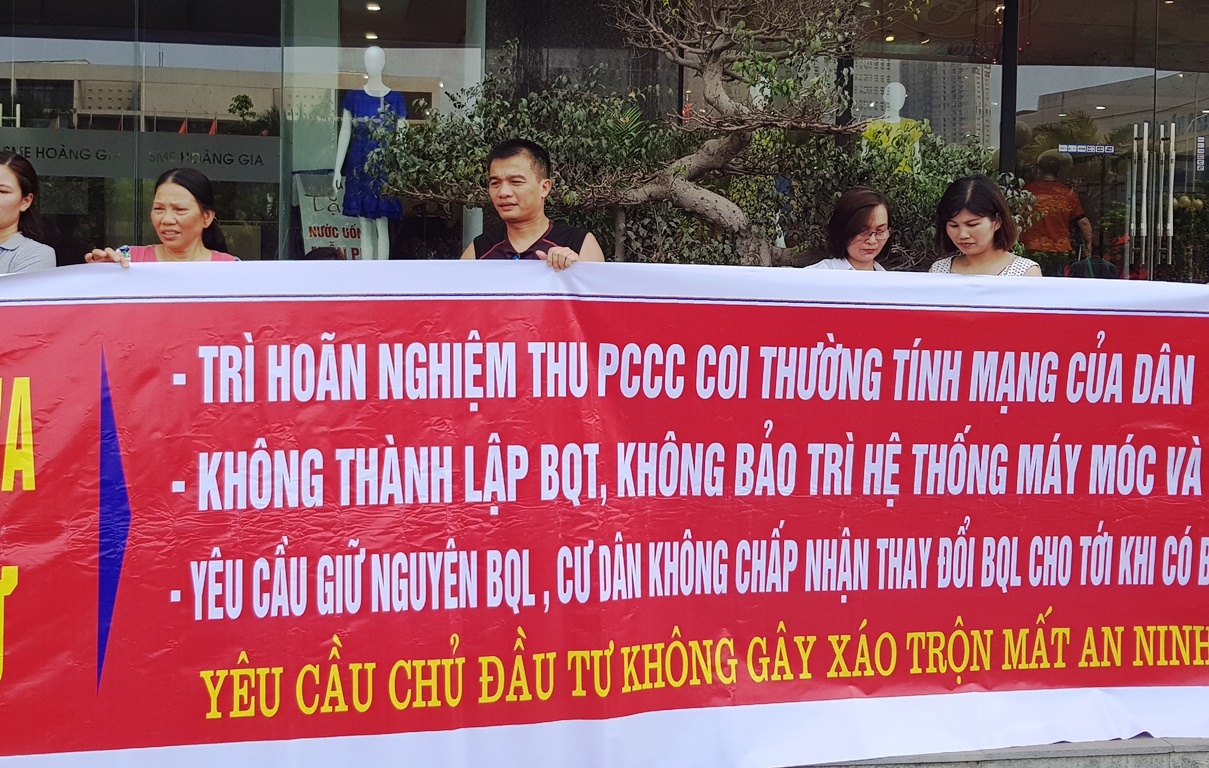 SME HOÀNG GIA
SME HOÀNG GIA
NƯỚC UỐN
- TRÌ HOÃN NGHIỆM THU PCCC COI THƯỜNG TÍNH MẠNG CỦA DÂN
- KHÔNG THÀNH LẬP BQT, KHÔNG BẢO TRÌ HỆ THỐNG MÁY MÓC VÀ
- YÊU CẦU GIỮ NGUYÊN BQL , CƯ DÂN KHÔNG CHẤP NHẬN THAY ĐỔI BQL CHO TỚI KHI CÓ B
YÊU CẦU CHỦ ĐẦU TƯ KHÔNG GÂY XÁO TRỘN MẤT AN NINH